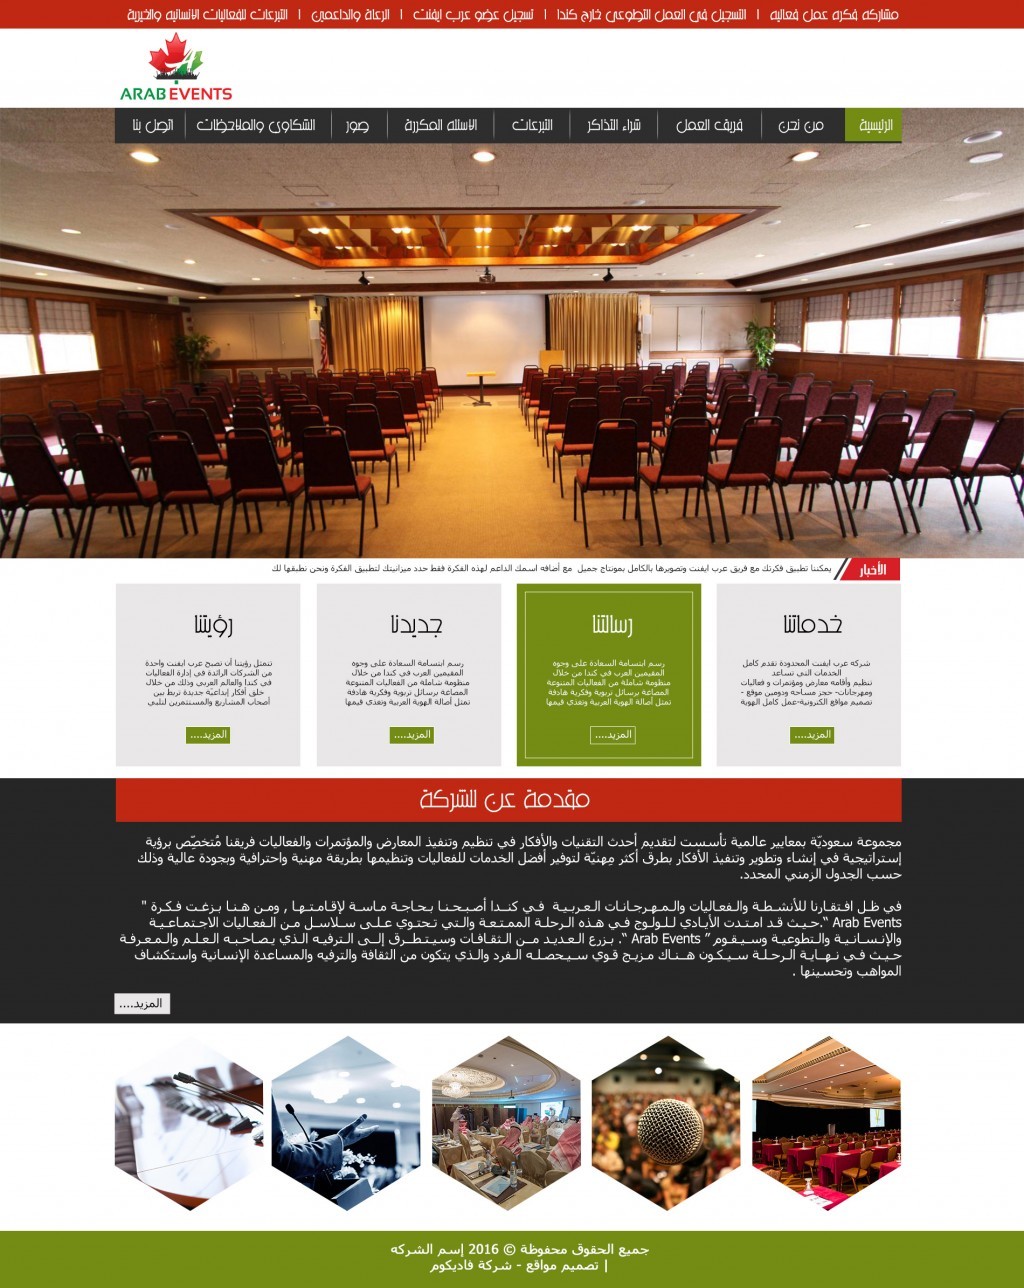 مشاركه فكره عمل فعاليه | التسجيل في العمل التطوعي خارج كندا | تسجيل عضو عرب ايفنت | الرعاة والداعمين | التبرعات للفعاليات الانسانيه والخيرية
ARAB EVENTS
الرئيسية من نحن فريق العمل شراء التذاكر التبرعات الاسئله المكررة صور الشكاوى والملاحظات اتصل بنا
الأخبار يمكننا تطبيق فكرتك مع فريق عرب ايفنت وتصويرها بالكامل بمونتاج جميل مع أضافه اسمك الداعم لهذه الفكرة فقط حدد ميزانيتك لتطبيق الفكرة ونحن نطبقها لك
خدماتنا
شركه عرب ايفنت المحدودة تقدم كامل
الخدمات التي تساعد
تنظيم وأقامه معارض ومؤتمرات و فعاليات
ومهرجانات- حجز مساحه ودومين موقع -
تصميم مواقع الكترونية-عمل كامل الهوية
المزيد....
رسالتنا
رسم ابتسامة السعادة على وجوه
المقيمين العرب في كندا من خلال
منظومة شاملة من الفعاليات المتنوعة
المصاغة برسائل تربوية وفكرية هادفة
تمثل أصالة الهوية العربية وتغذي قيمها
المزيد....
جديدنا
رسم ابتسامة السعادة على وجوه
المقيمين العرب في كندا من خلال
منظومة شاملة من الفعاليات المتنوعة
المصاغة برسائل تربوية وفكرية هادفة
تمثل أصالة الهوية العربية وتغذي قيمها
المزيد....
رؤيتنا
تتمثل رؤيتنا أن تصبح عرب ايفنت واحدة
من الشركات الرائدة في إدارة الفعاليات
في كندا والعالم العربي وذلك من خلال
خلق أفكار إبداعيّة جديدة تربط بين
أصحاب المشاريع والمستثمرين لتلبي
المزيد....
مقدمة عن للشركة
مجموعة سعوديّة بمعايير عالمية تأسست لتقديم أحدث التقنيات والأفكار في تنظيم وتنفيذ المعارض والمؤتمرات والفعاليات فريقنا مُتخصِّص برؤية
إستراتيجية في إنشاء وتطوير وتنفيذ الأفكار بطرق أكثر مِهنيّة لتوفير أفضل الخدمات للفعاليات وتنظيمها بطريقة مهنية واحترافية وبجودة عالية وذلك
حسب الجدول الزمني المحدد.
في ظل افتقارنا للأنشطة والفعاليات والمهرجانات العربية في كندا أصبحنا بحاجة ماسة لإقامتها , ومن هنا بزغت فكرة "
Arab Events “.حيث قد امتدت الأيادي للولوج في هذه الرحلة الممتعة والتي تحتوي على سلاسل من الفعاليات الاجتماعية
والإنسانية والتطوعية وسيقوم ” Arab Events “. بزرع العديد من الثقافات وسيتطرق إلى الترفيه الذي يصاحبه العلم والمعرفة
حيث في نهاية الرحلة سيكون هناك مزيج قوي سيحصله الفرد والذي يتكون من الثقافة والترفيه والمساعدة الإنسانية واستكشاف
المواهب وتحسينها .
المزيد....
جميع الحقوق محفوظة © 2016 إسم الشركه
| تصميم مواقع - شركة فاديكوم